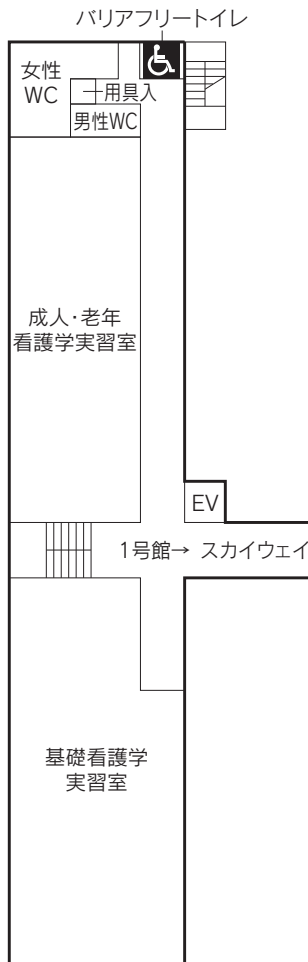 バリアフリートイレ
女性
WC
用具入
男性WC
成人・老年
看護学実習室
EV
1号館→ スカイウェイ
基礎看護学
実習室